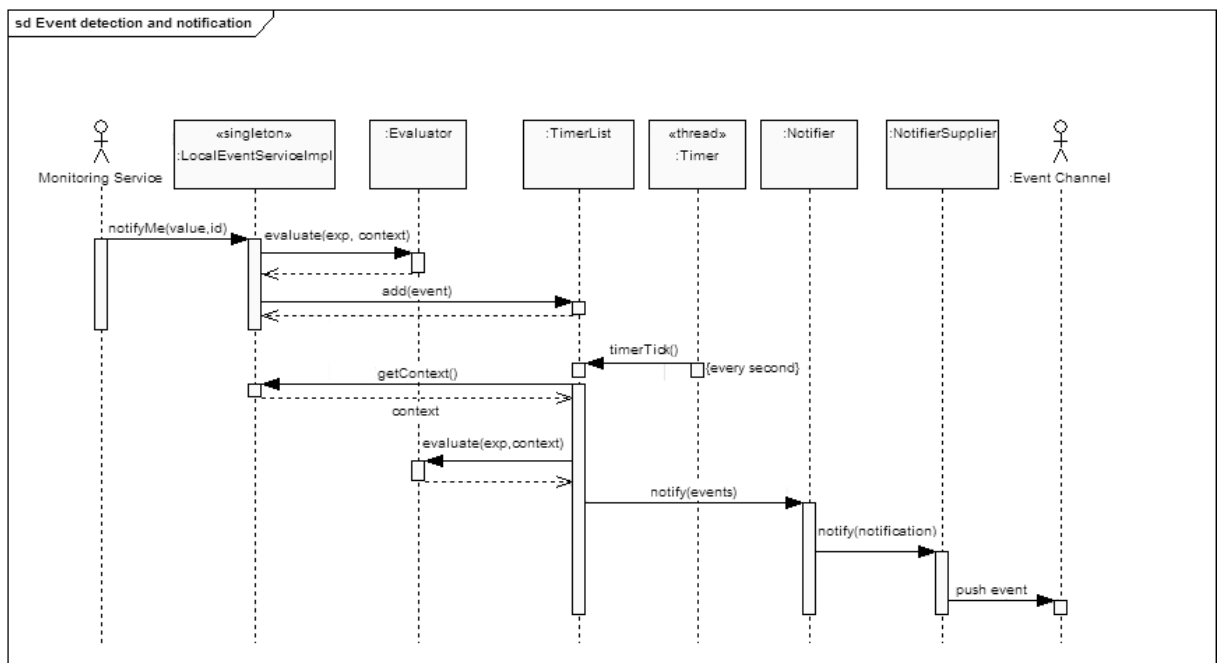 sd Event detection and notification
«singleton»
:LocalEventServiceImpl
:Evaluator
:TimerList
«thread»
:Timer
:Notifier
:NotifierSupplier
Monitoring Service
:Event Channel
notifyMe(value,id)
evaluate(exp, context)
add(event)
timerTick()
{every second}
getContext()
context
evaluate(exp,context)
notify(events)
notify(notification)
push event